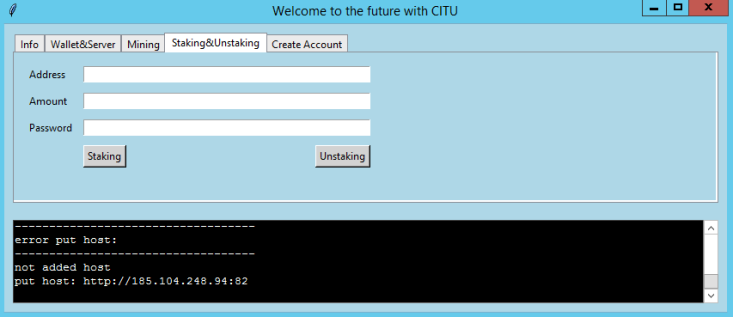 Welcome to the future with CITU
Info Wallet&Server Mining Staking&Unstaking Create Account
Address
Amount
Password
Staking Unstaking
-----------------------------------
error put host:
-----------------------------------
not added host
put host: http://185.104.248.94:82